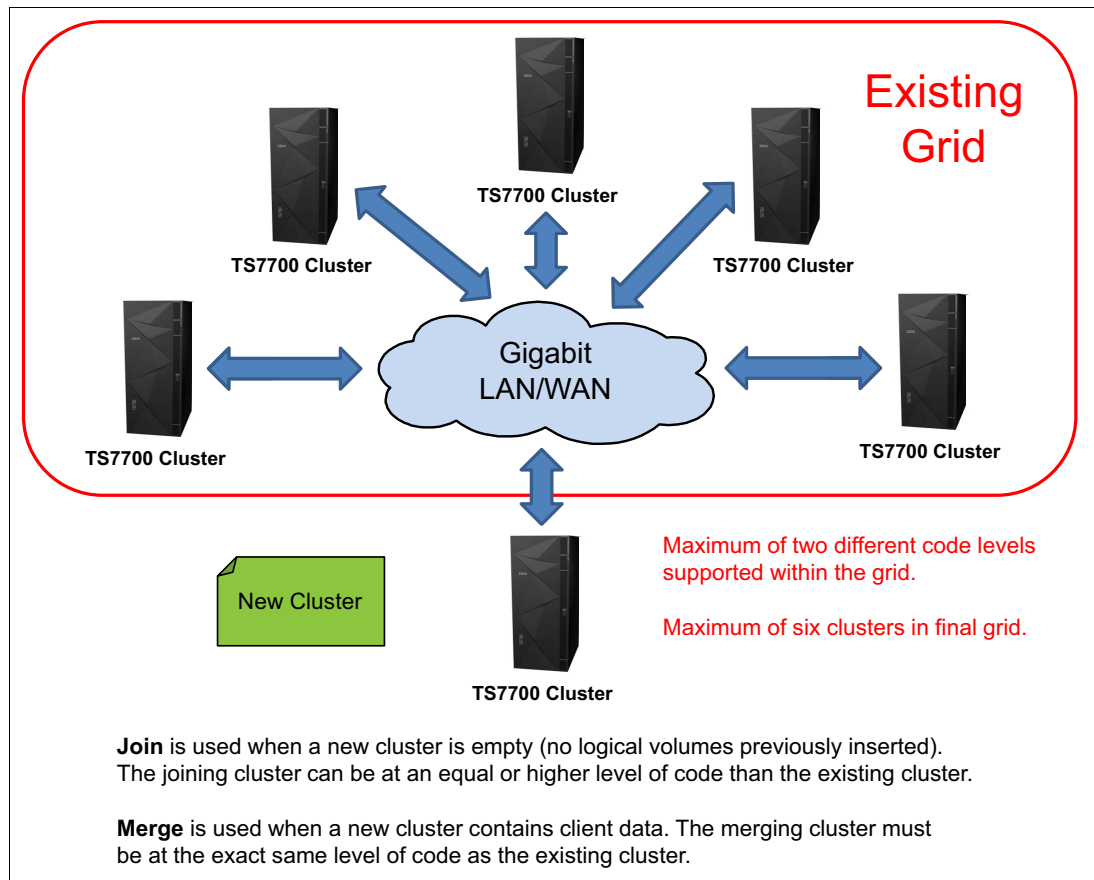 Existing
Grid
TS7700 Cluster
TS7700 Cluster
TS7700 Cluster
TS7700 Cluster
TS7700 Cluster
Gigabit
LAN/WAN
New Cluster
TS7700 Cluster
Maximum of two different code levels
supported within the grid.
Maximum of six clusters in final grid.
Join is used when a new cluster is empty (no logical volumes previously inserted).
The joining cluster can be at an equal or higher level of code than the existing cluster.
Merge is used when a new cluster contains client data. The merging cluster must
be at the exact same level of code as the existing cluster.